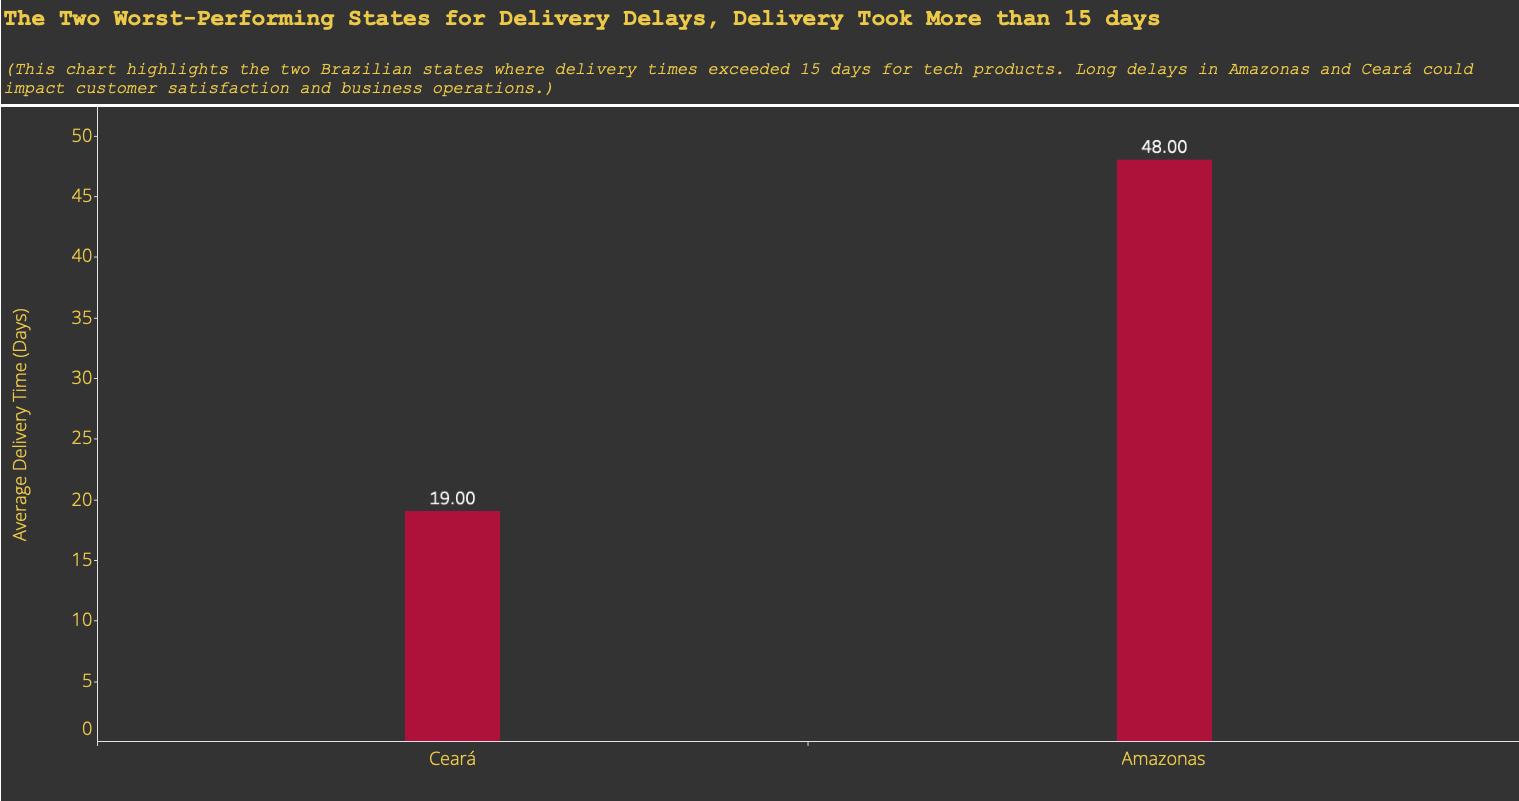 The Two Worst-Performing States for Delivery Delays, Delivery Took More than 15 days
(This chart highlights the two Brazilian states where delivery times exceeded 15 days for tech products. Long delays in Amazonas and Ceará could
impact customer satisfaction and business operations.)
Average Delivery Time (Days)
50
45
40
35
30
25
20
15
10
5
0
19.00
48.00
Ceará
Amazonas